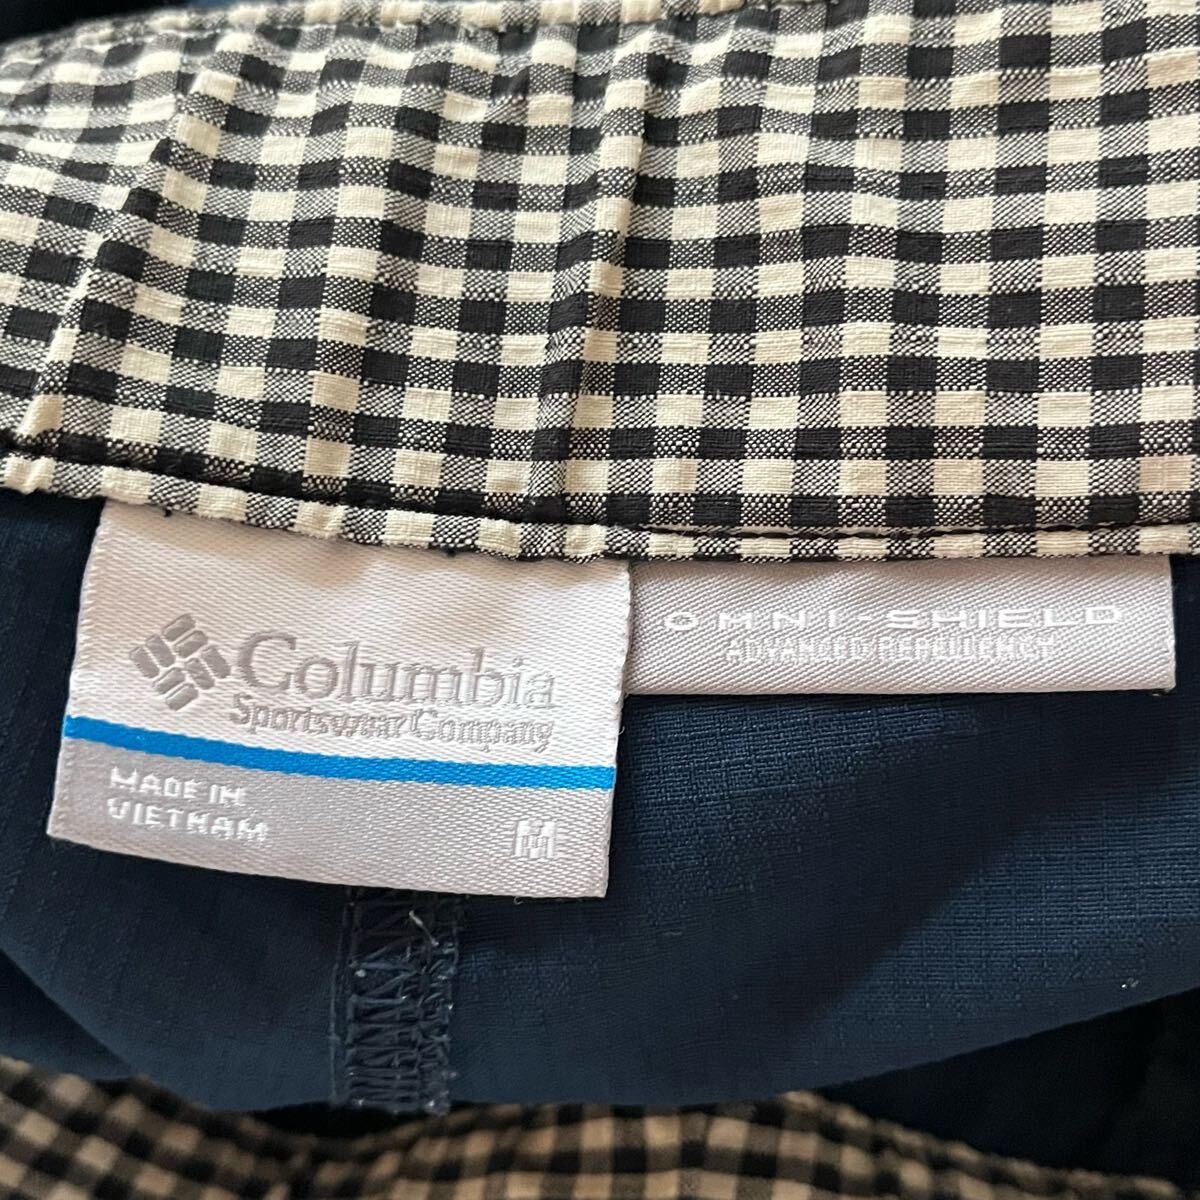 Columbia
Sportswear Company
MADE IN
VIETNAM
M
OMNI-SHIELD
ADVANCED REPELLENCY